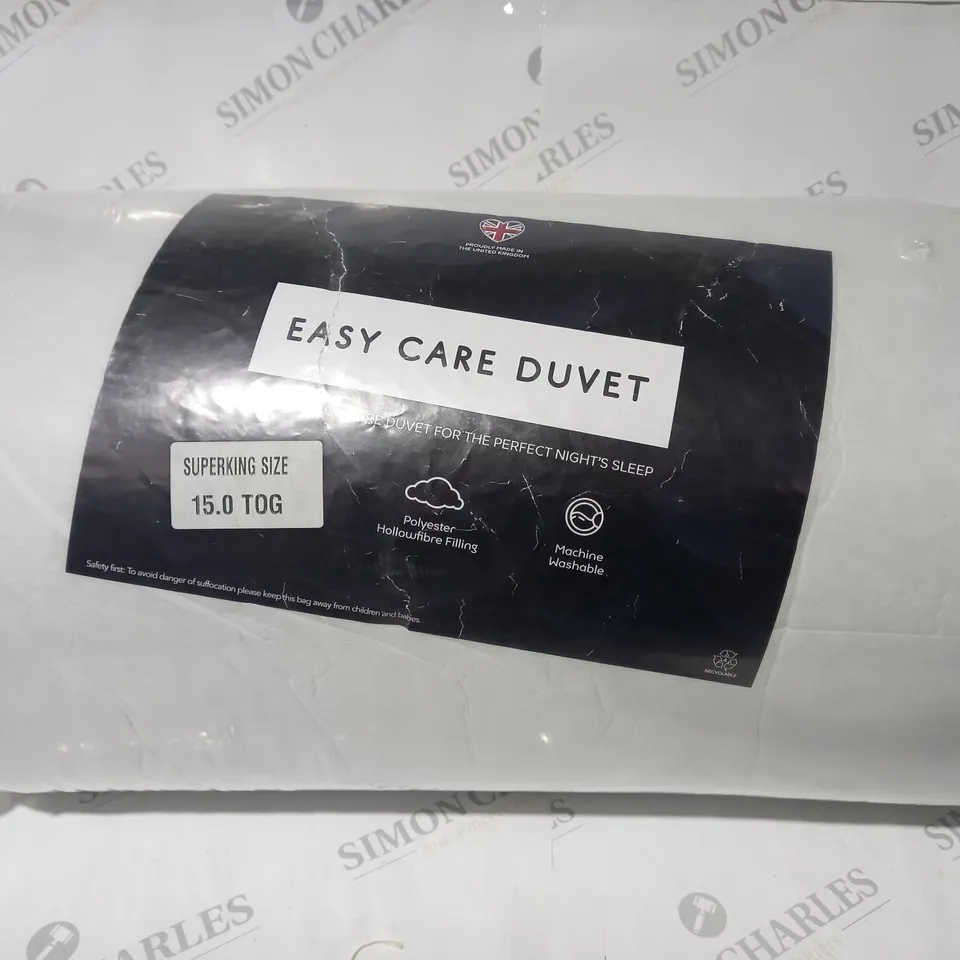 SIMON CHARLES
SIMON CHARLES
SIMON CHARLES
PROUDLY MADE IN
THE UNITED KINGDOM
EASY CARE DUVET
DUVET FOR THE PERFECT NIGHT'S SLEEP
SUPERKING SIZE
15.0 TOG
Polyester
Hollowfibre Filling
Machine
Washable
Safety first: To avoid danger of suffocation please keep this bag away from children and babies.
RECYCLABLE
SIMON CHARLES
CHARLES